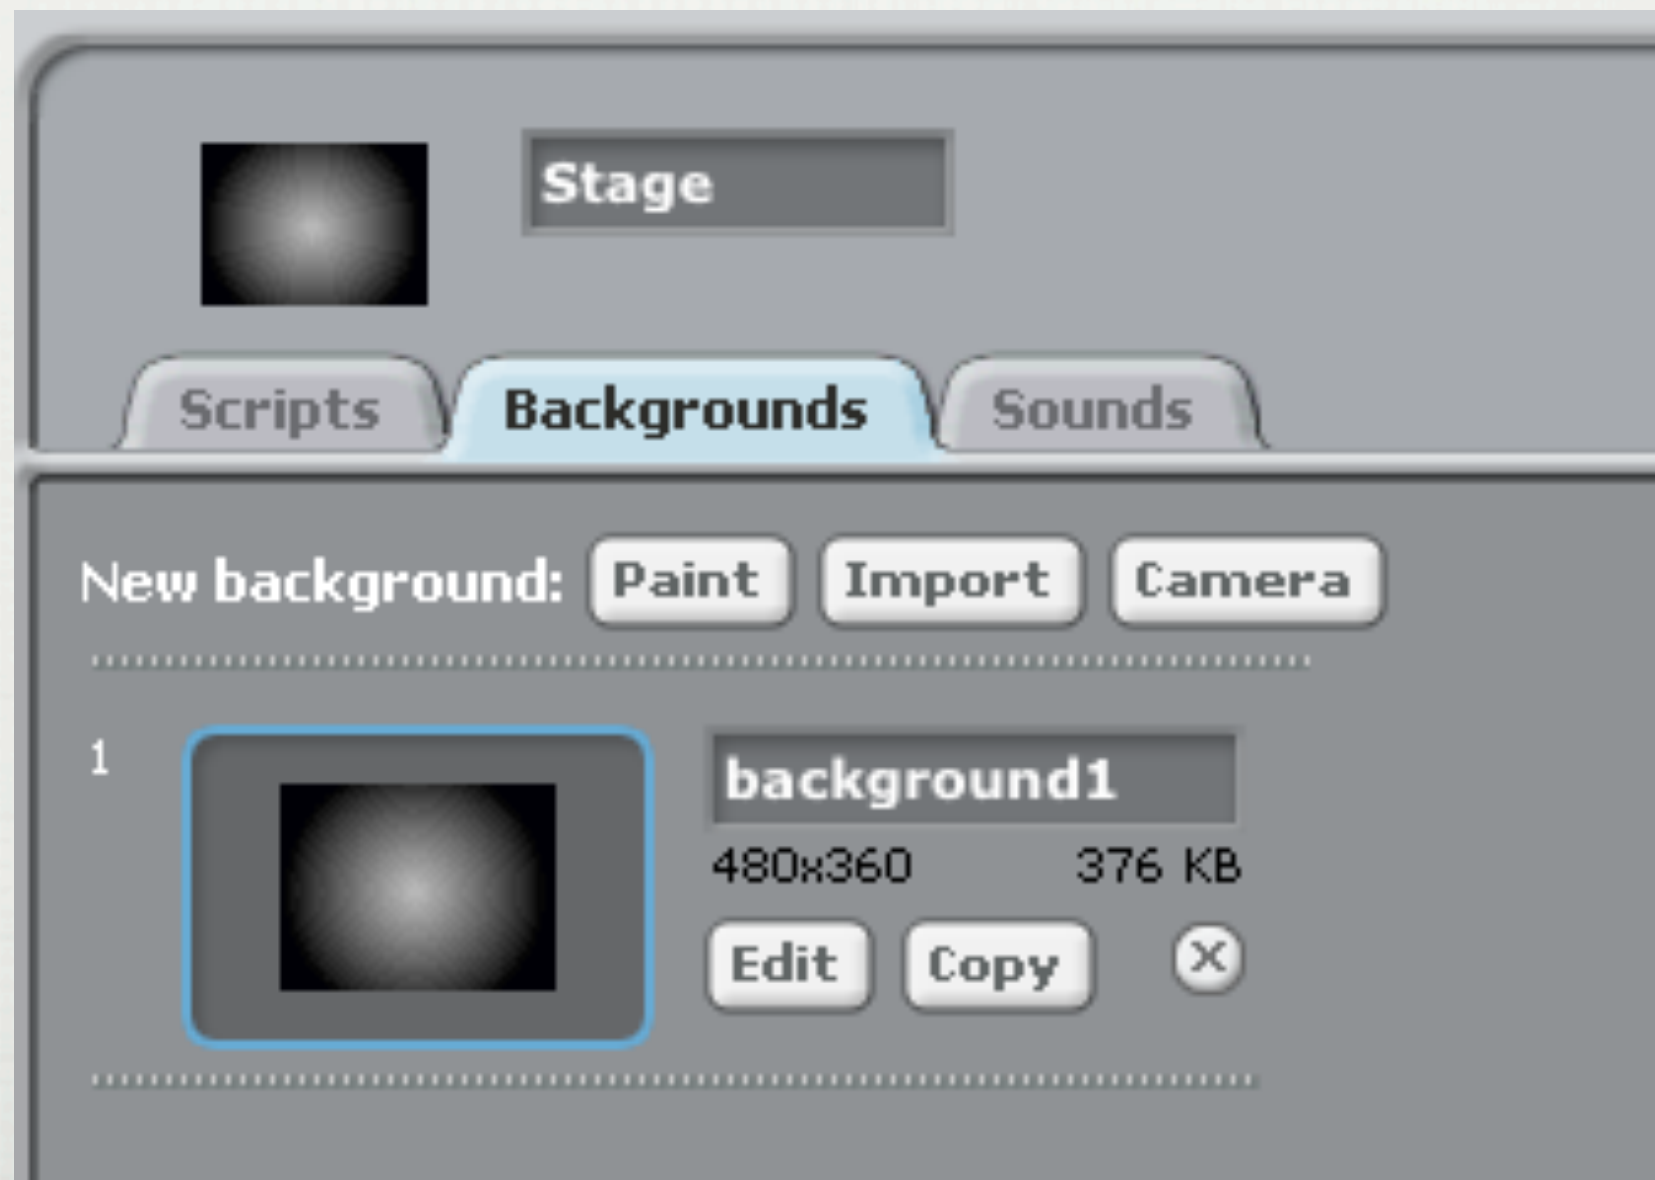 Stage
Scripts Backgrounds Sounds
New background: Paint Import Camera
1
background1
480x360 376 KB
Edit Copy X